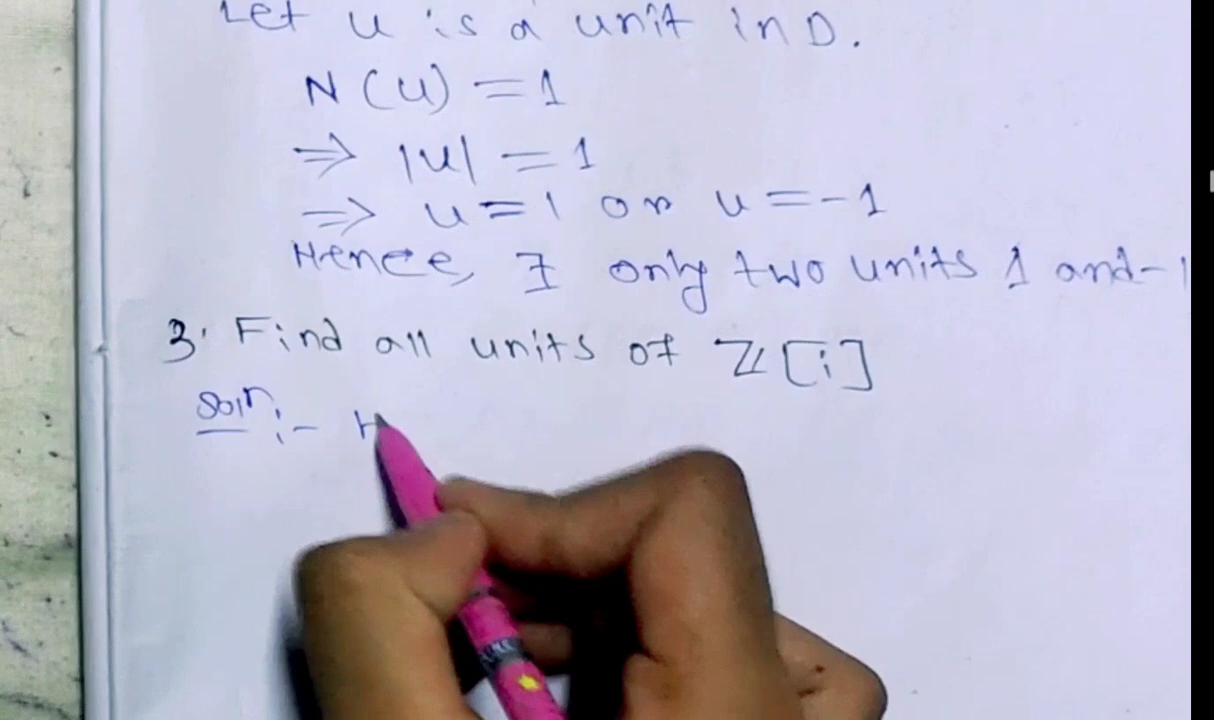 Let u is a unit in D.
N(u) = 1
⇒ |u| = 1
⇒ u = 1 or u = -1
Hence, ∃ only two units 1 and -1
3. Find all units of ℤ[i]
Solⁿ :- H